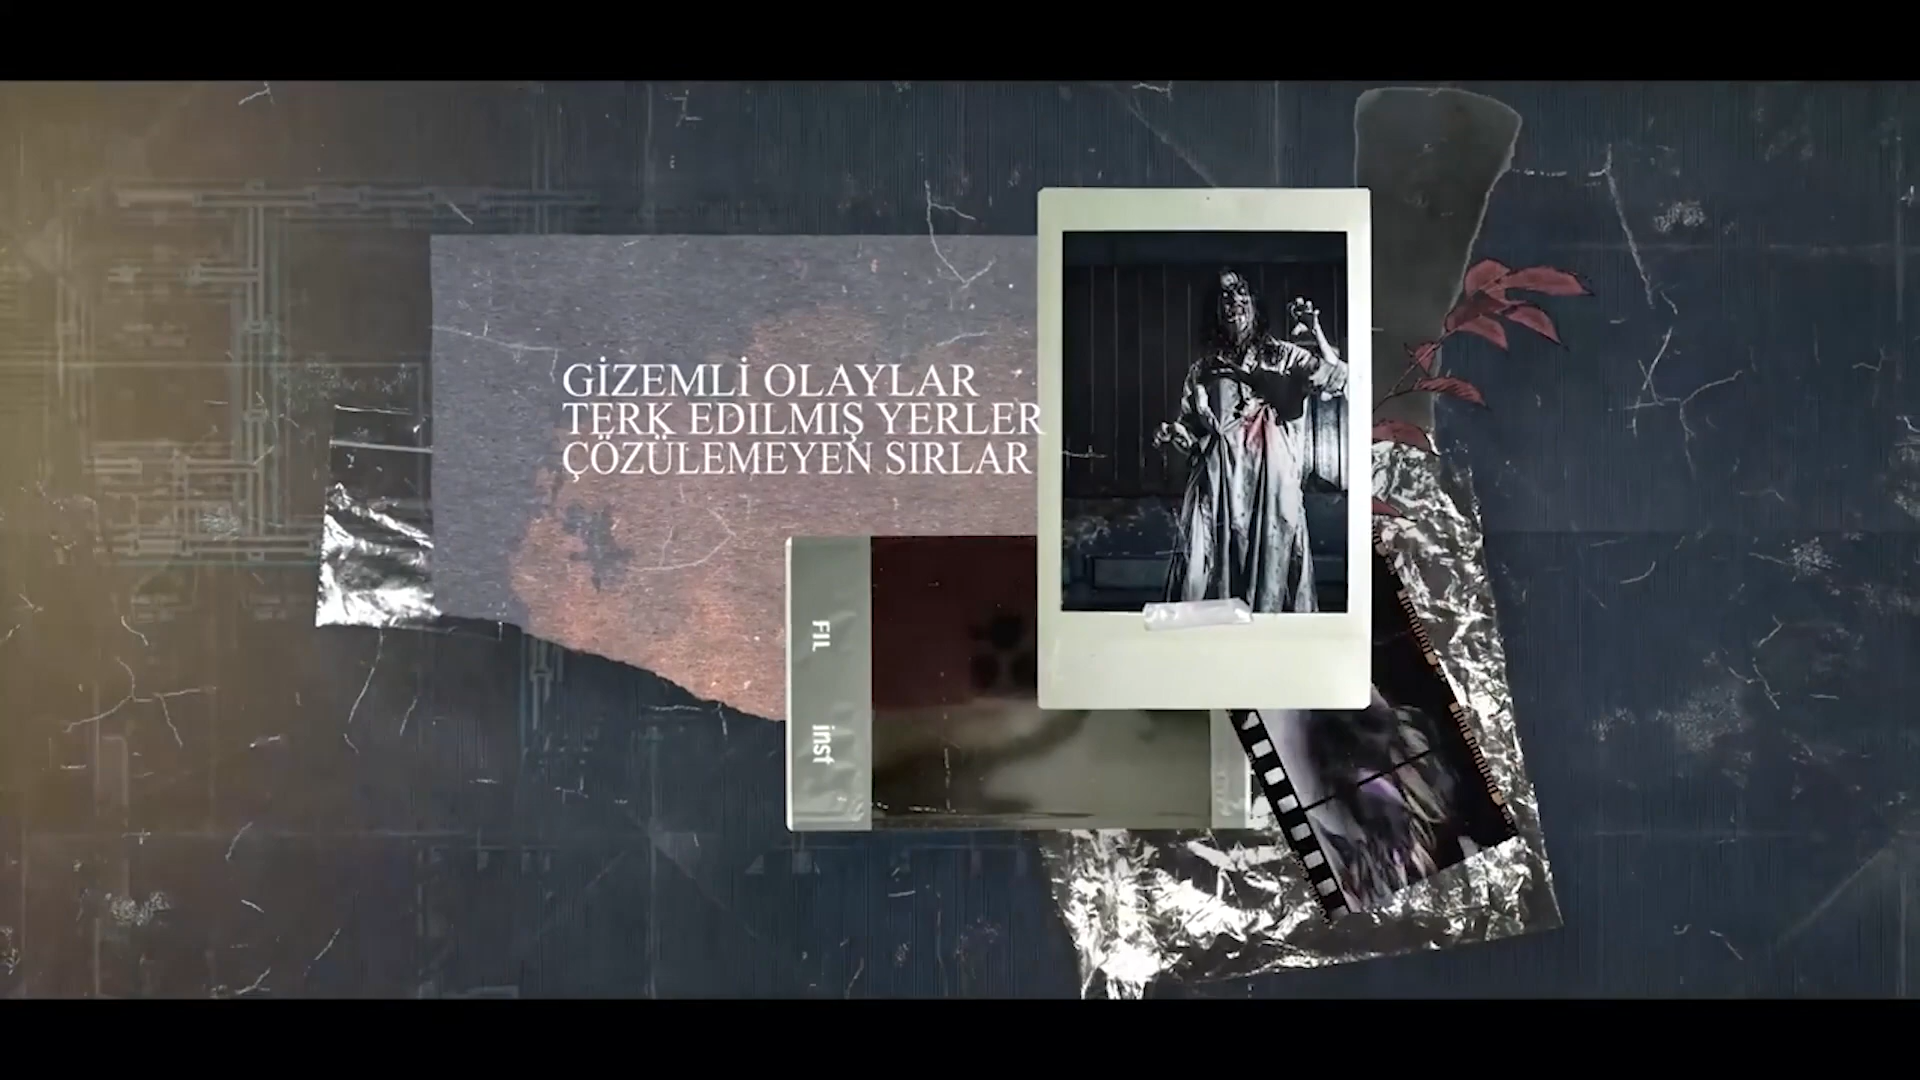 GİZEMLİ OLAYLAR
TERK EDILMIŞ YERLER
ÇÖZÜLEMEYEN SIRLAR
FIL
inst